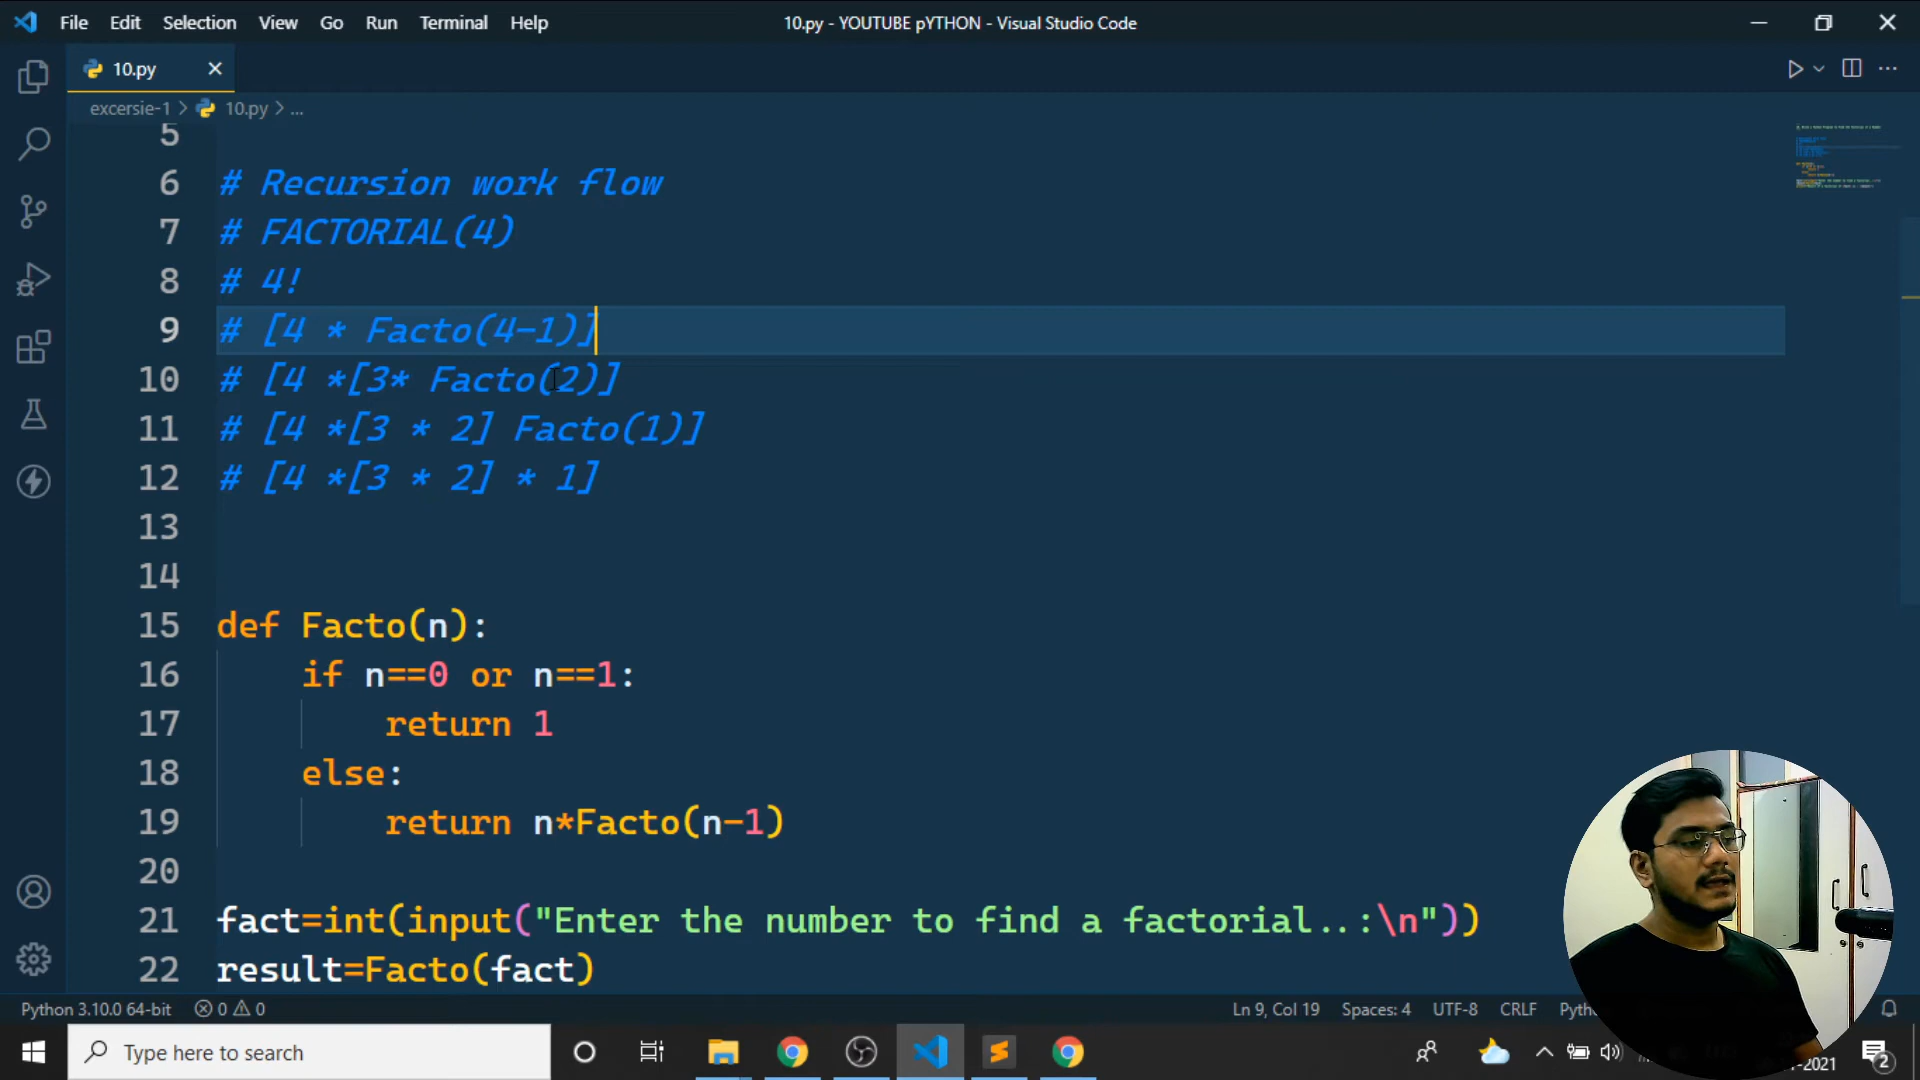 File Edit Selection View Go Run Terminal Help
10.py - YOUTUBE pYTHON - Visual Studio Code
10.py
excersie-1 > 10.py > ...
5
6 # Recursion work flow
7 # FACTORIAL(4)
8 # 4!
9 # [4 * Facto(4-1)]
10 # [4 *[3* Facto(2)]
11 # [4 *[3 * 2] Facto(1)]
12 # [4 *[3 * 2] * 1]
13
14
15 def Facto(n):
16 if n==0 or n==1:
17 return 1
18 else:
19 return n*Facto(n-1)
20
21 fact=int(input("Enter the number to find a factorial..:\n"))
22 result=Facto(fact)
Python 3.10.0 64-bit 0 0
Ln 9, Col 19 Spaces: 4 UTF-8 CRLF
Type here to search
2021
2